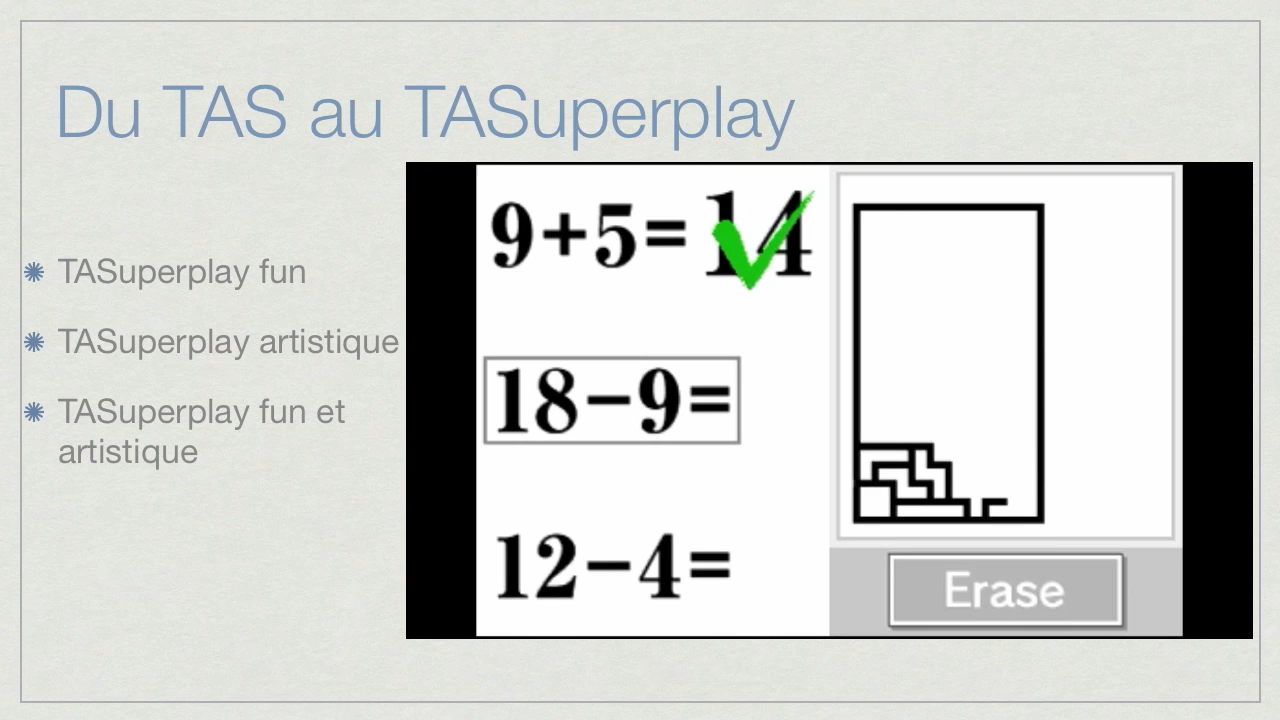 Du TAS au TASuperplay
TASuperplay fun
TASuperplay artistique
TASuperplay fun et
artistique
9+5=14
18−9=
12−4=
Erase